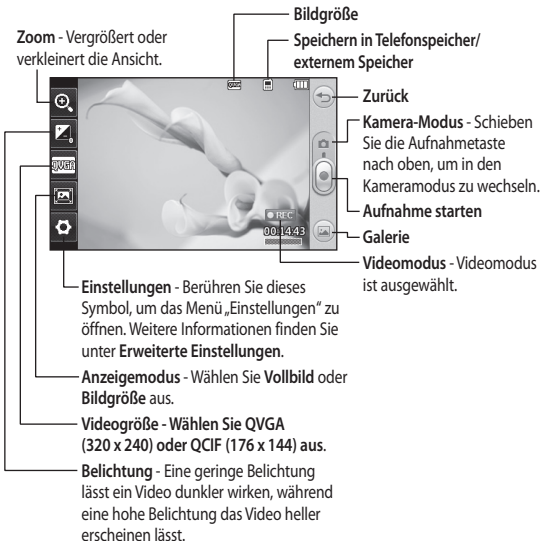 Bildgröße
Zoom - Vergrößert oder
verkleinert die Ansicht.
Speichern in Telefonspeicher/
externem Speicher
Zurück
Kamera-Modus - Schieben
Sie die Aufnahmetaste
nach oben, um in den
Kameramodus zu wechseln.
Aufnahme starten
Galerie
Videomodus - Videomodus
ist ausgewählt.
QVGA
REC
00:14:43
Einstellungen - Berühren Sie dieses
Symbol, um das Menü „Einstellungen" zu
öffnen. Weitere Informationen finden Sie
unter Erweiterte Einstellungen.
Anzeigemodus - Wählen Sie Vollbild oder
Bildgröße aus.
Videogröße - Wählen Sie QVGA
(320 x 240) oder QCIF (176 x 144) aus.
Belichtung - Eine geringe Belichtung
lässt ein Video dunkler wirken, während
eine hohe Belichtung das Video heller
erscheinen lässt.